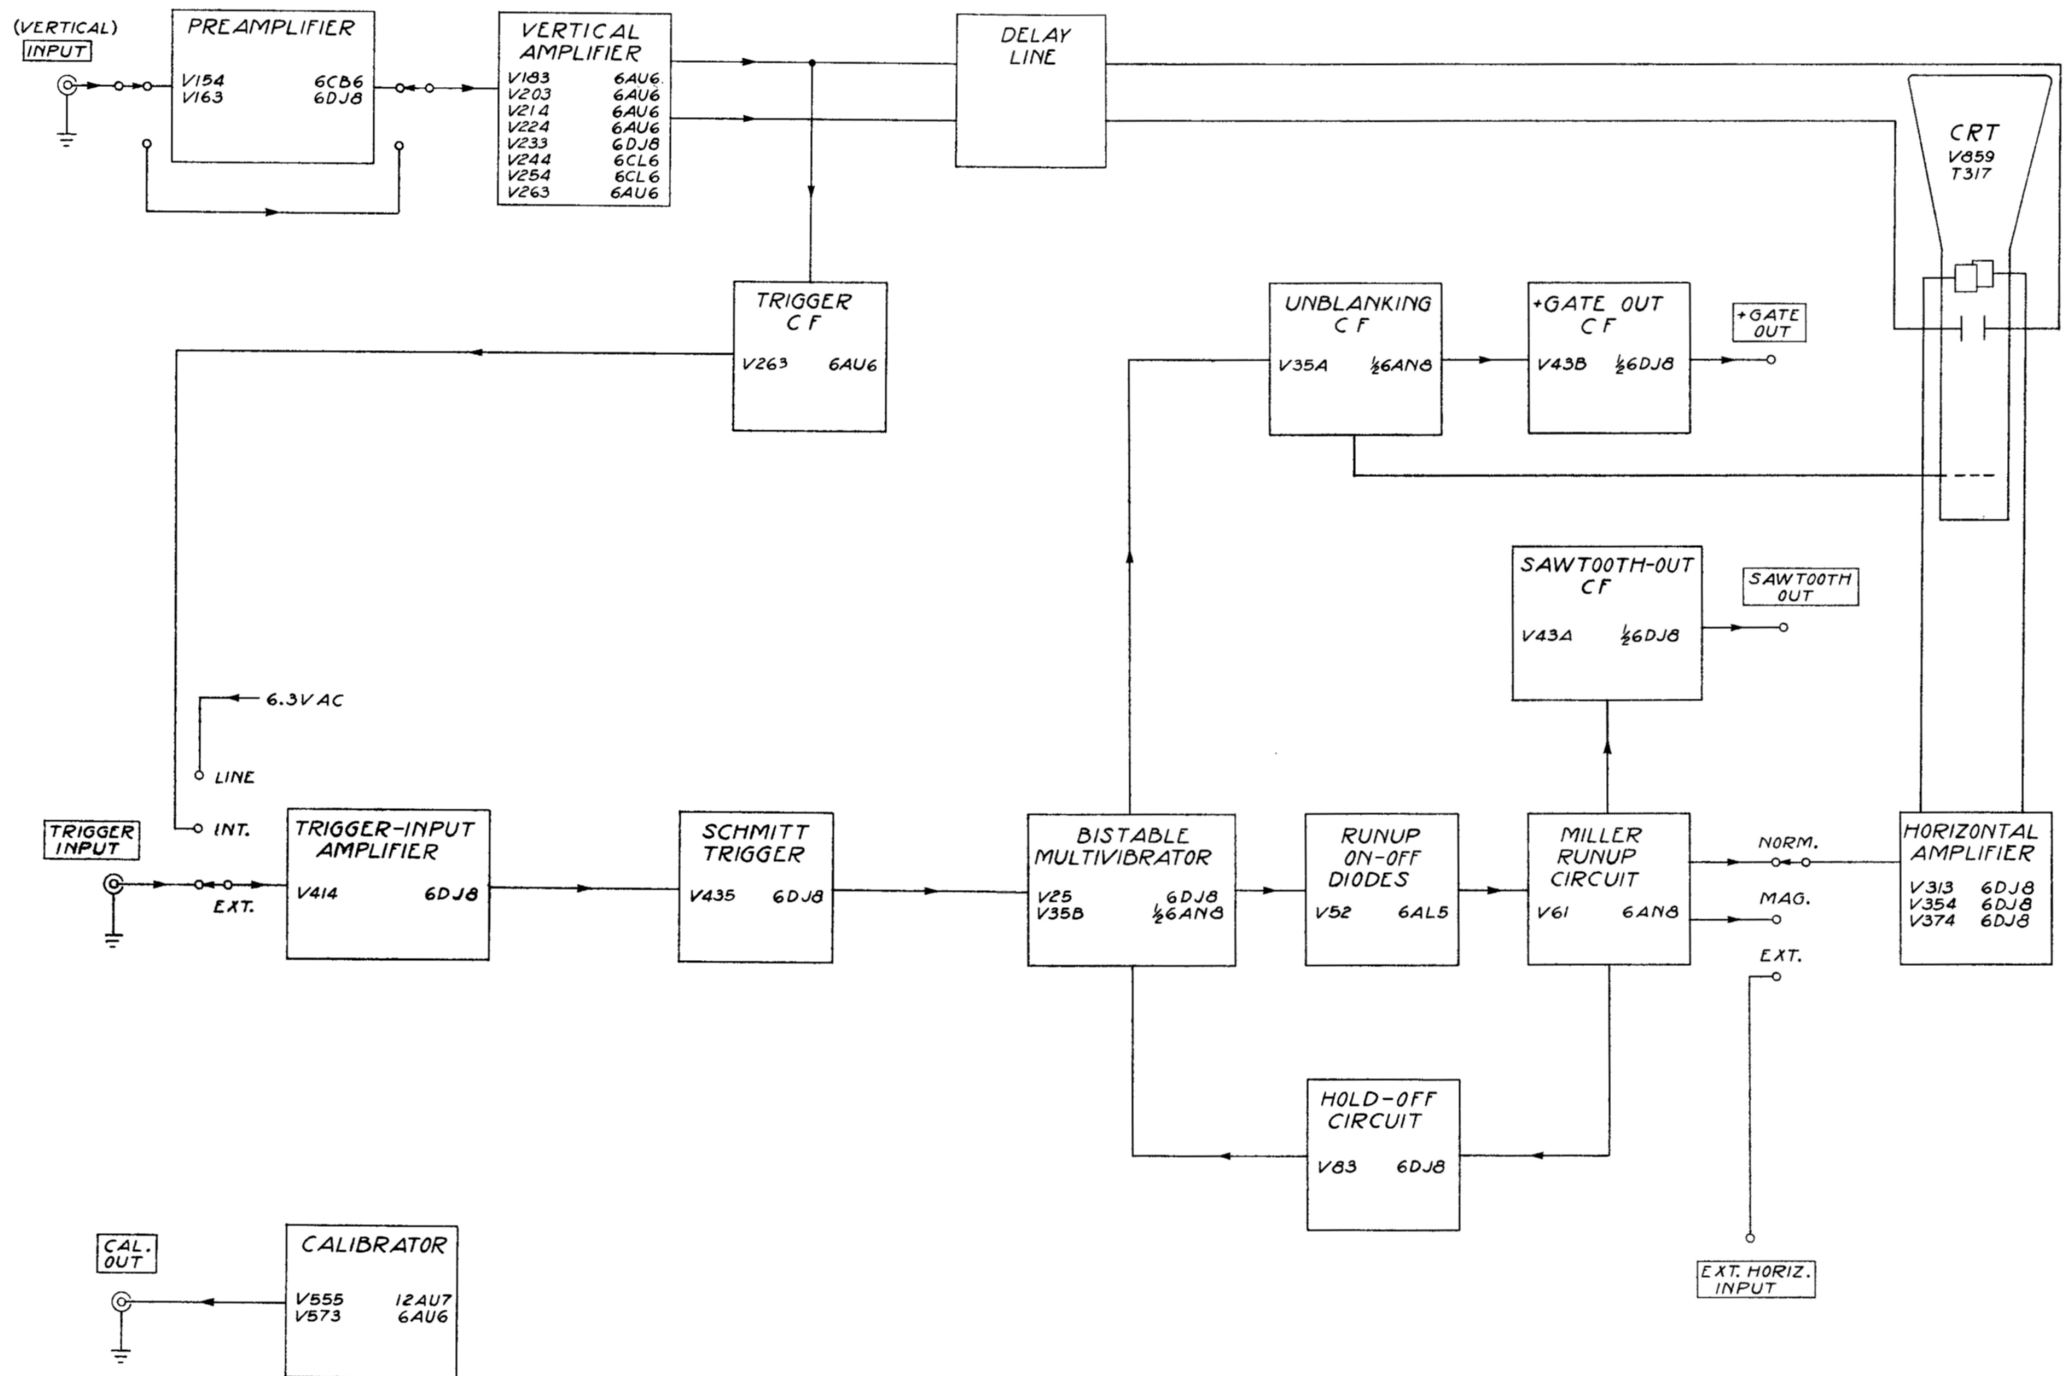 (VERTICAL)
INPUT
PREAMPLIFIER
V154 6CB6
V163 6DJ8
VERTICAL
AMPLIFIER
V183 6AU6
V203 6AU6
V214 6AU6
V224 6AU6
V233 6DJ8
V244 6CL6
V254 6CL6
V263 6AU6
DELAY
LINE
CRT
V859
T317
TRIGGER
CF
V263 6AU6
UNBLANKING
CF
V35A ½6AN8
+GATE OUT
CF
V43B ½6DJ8
+GATE
OUT
SAWTOOTH-OUT
CF
V43A ½6DJ8
SAWTOOTH
OUT
6.3V AC
LINE
INT.
TRIGGER
INPUT
EXT.
TRIGGER-INPUT
AMPLIFIER
V414 6DJ8
SCHMITT
TRIGGER
V435 6DJ8
BISTABLE
MULTIVIBRATOR
V25 6DJ8
V35B ½6AN8
RUNUP
ON-OFF
DIODES
V52 6AL5
MILLER
RUNUP
CIRCUIT
V61 6AN8
NORM.
MAG.
EXT.
HORIZONTAL
AMPLIFIER
V313 6DJ8
V354 6DJ8
V374 6DJ8
HOLD-OFF
CIRCUIT
V83 6DJ8
EXT. HORIZ.
INPUT
CAL.
OUT
CALIBRATOR
V555 12AU7
V573 6AU6